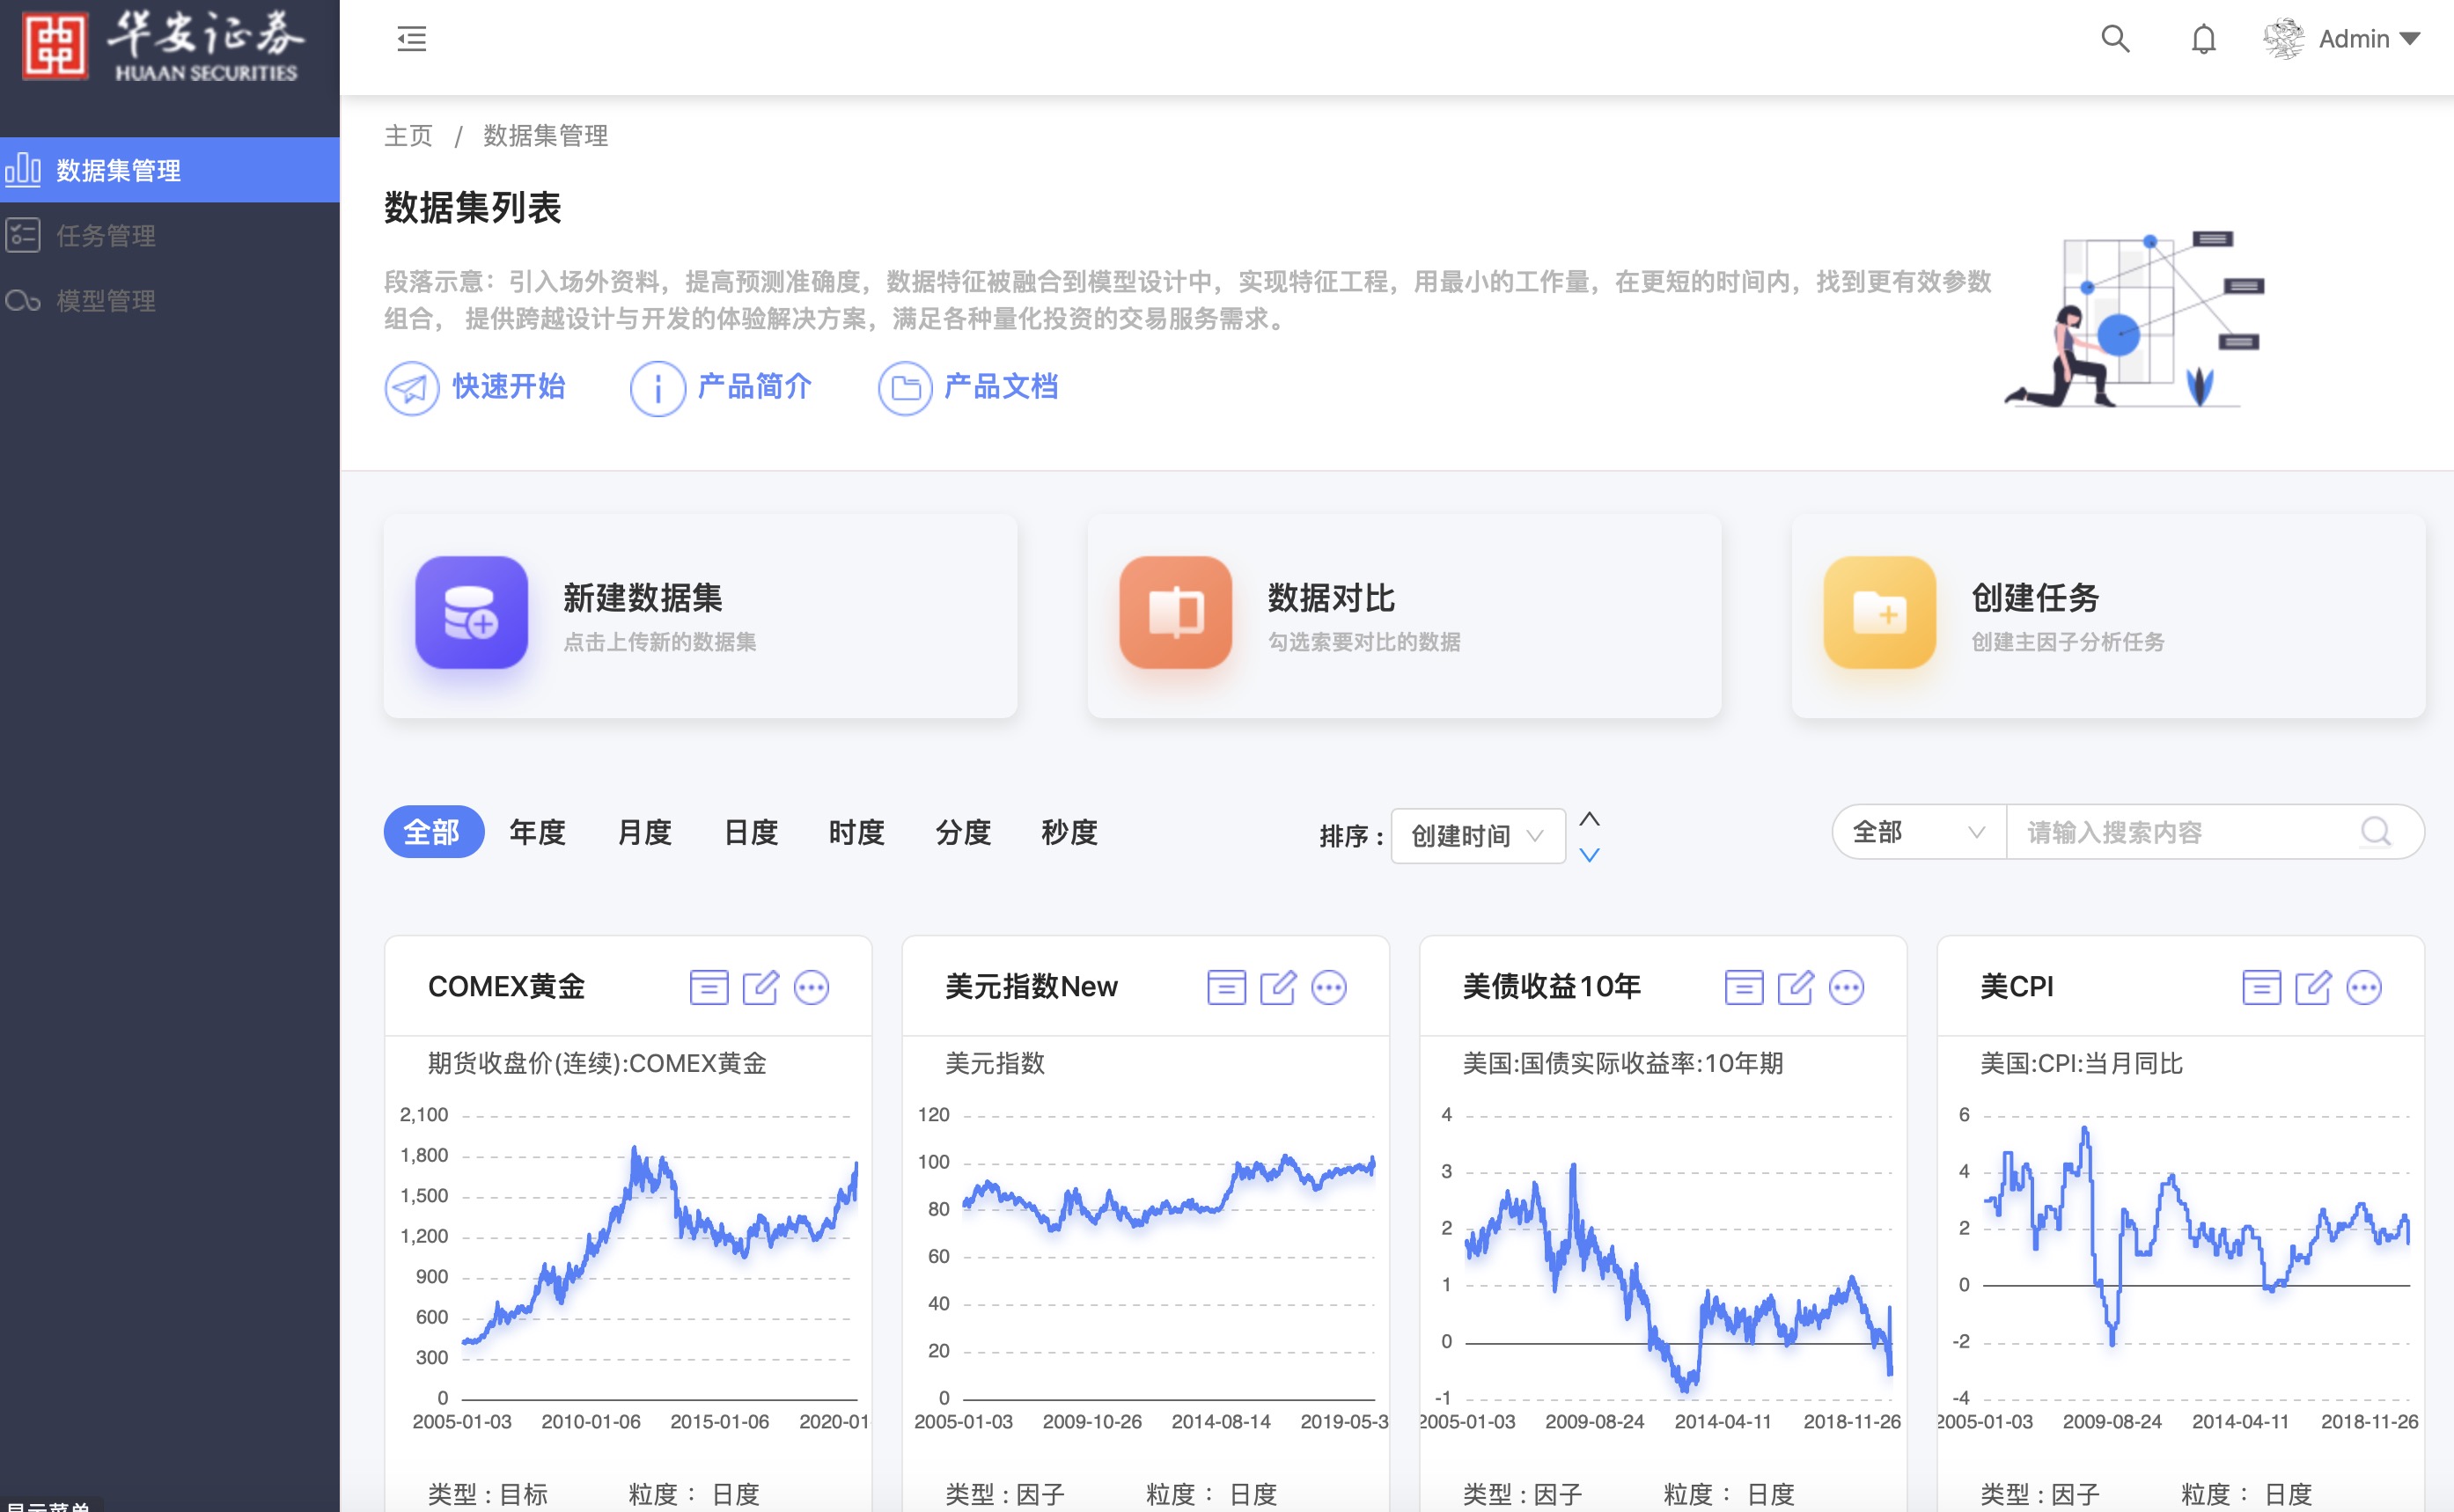 华安证券
HUAAN SECURITIES
Admin
数据集管理
任务管理
模型管理
主页 / 数据集管理
数据集列表
段落示意：引入场外资料，提高预测准确度，数据特征被融合到模型设计中，实现特征工程，用最小的工作量，在更短的时间内，找到更有效参数
组合， 提供跨越设计与开发的体验解决方案，满足各种量化投资的交易服务需求。
快速开始 产品简介 产品文档
新建数据集
点击上传新的数据集
数据对比
勾选索要对比的数据
创建任务
创建主因子分析任务
全部 年度 月度 日度 时度 分度 秒度
排序 : 创建时间
全部 请输入搜索内容
COMEX黄金
期货收盘价(连续):COMEX黄金
2,100
1,800
1,500
1,200
900
600
300
0
2005-01-03 2010-01-06 2015-01-06 2020-01
类型 : 目标 粒度： 日度
美元指数New
美元指数
120
100
80
60
40
20
0
2005-01-03 2009-10-26 2014-08-14 2019-05-3
类型 : 因子 粒度： 日度
美债收益10年
美国:国债实际收益率:10年期
4
3
2
1
0
-1
2005-01-03 2009-08-24 2014-04-11 2018-11-26
类型 : 因子 粒度： 日度
美CPI
美国:CPI:当月同比
6
4
2
0
-2
-4
2005-01-03 2009-08-24 2014-04-11 2018-11-26
类型 : 因子 粒度： 日度
显示菜单